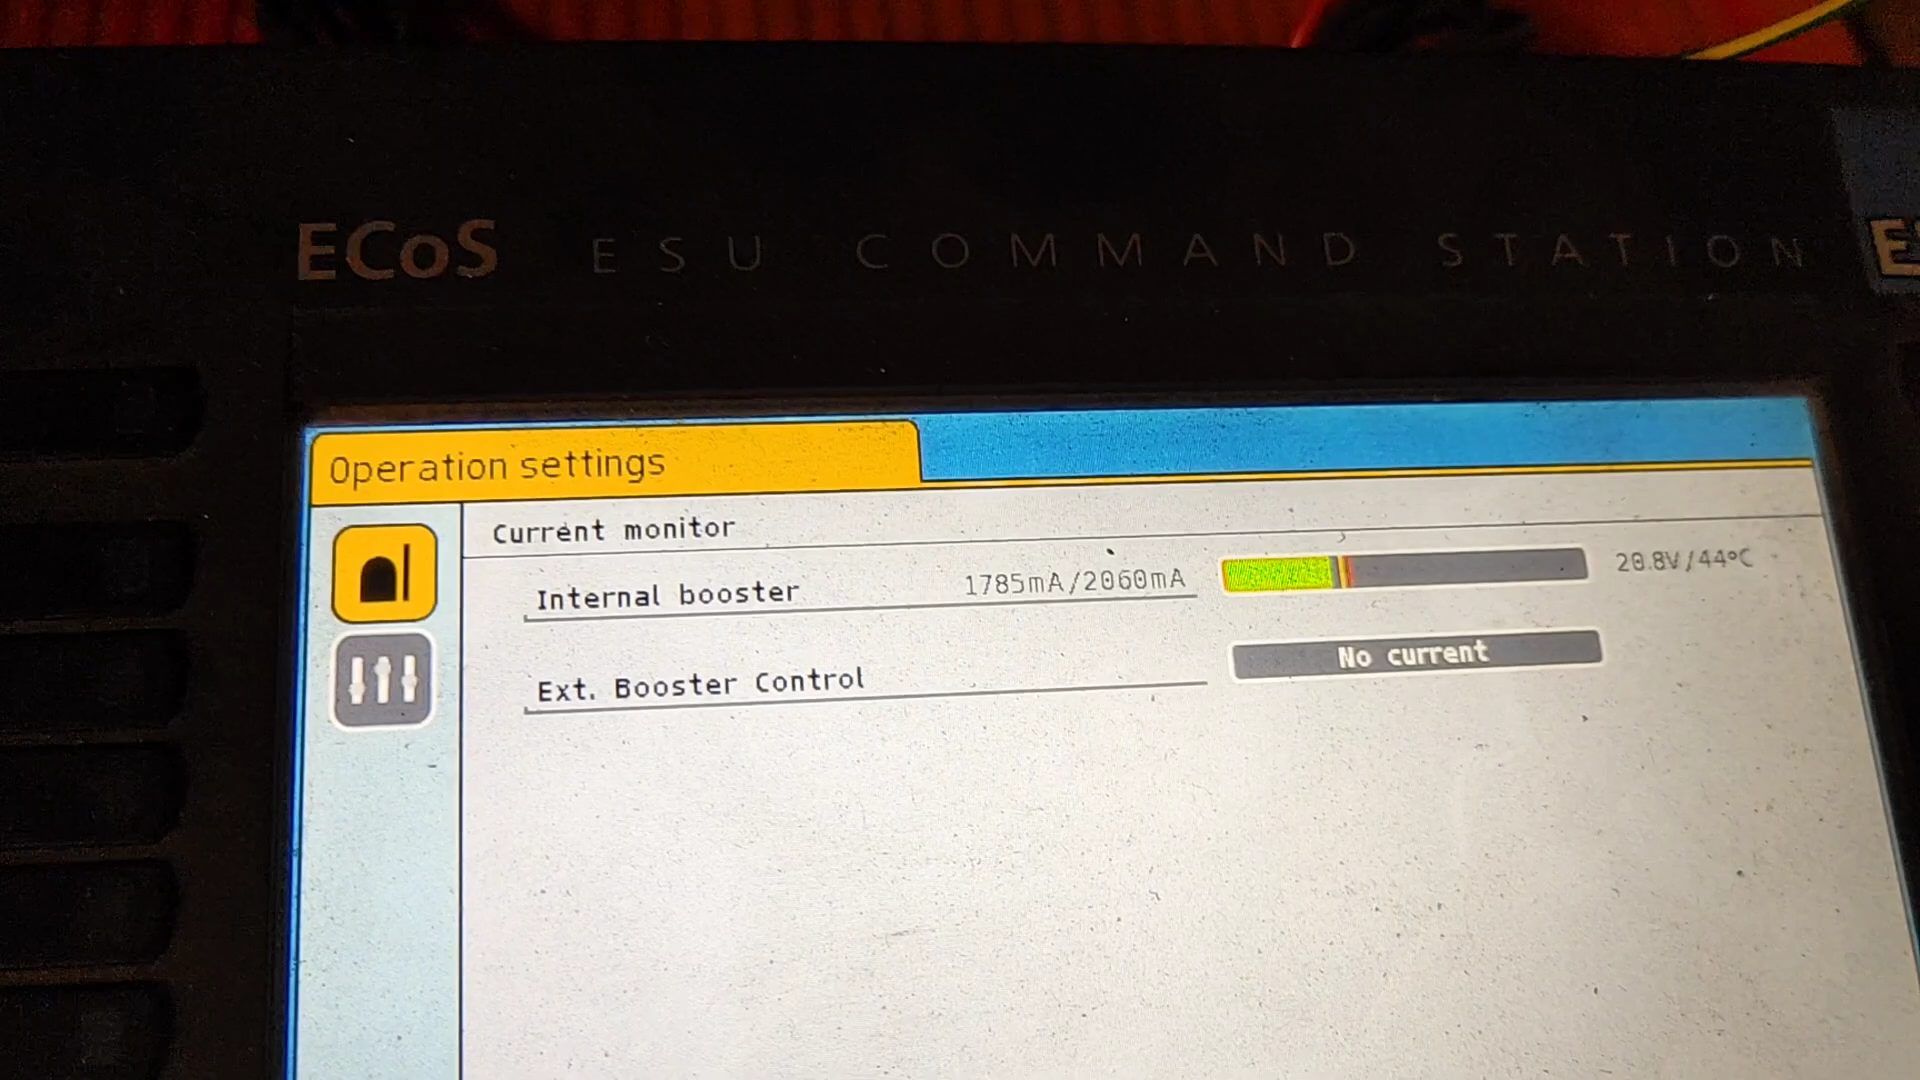 ECoS ESU COMMAND STATION
Operation settings
Current monitor
Internal booster 1785mA/2060mA 20.8V/44°C
Ext. Booster Control No current